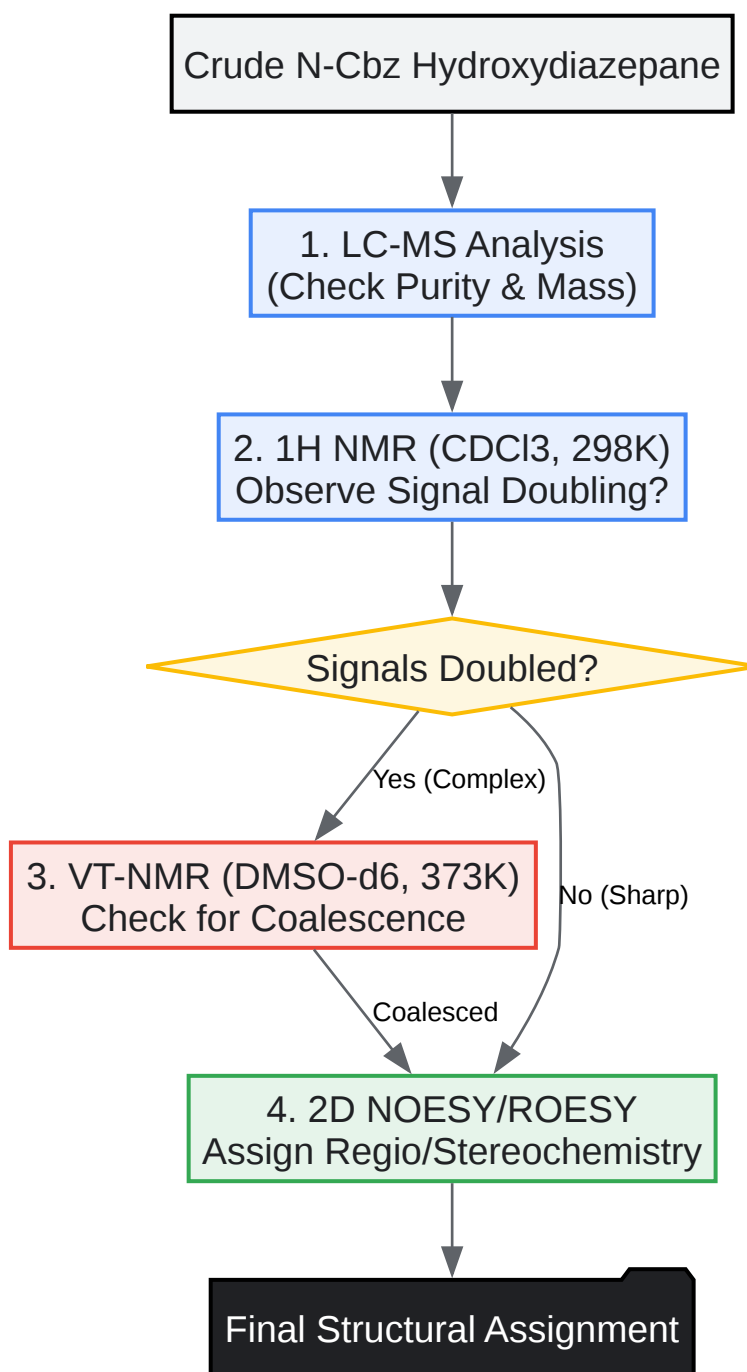 Crude N-Cbz Hydroxydiazepane
1. LC-MS Analysis
(Check Purity & Mass)
2. 1H NMR (CDCl3, 298K)
Observe Signal Doubling?
Signals Doubled?
Yes (Complex)
3. VT-NMR (DMSO-d6, 373K)
Check for Coalescence
No (Sharp)
Coalesced
4. 2D NOESY/ROESY
Assign Regio/Stereochemistry
Final Structural Assignment